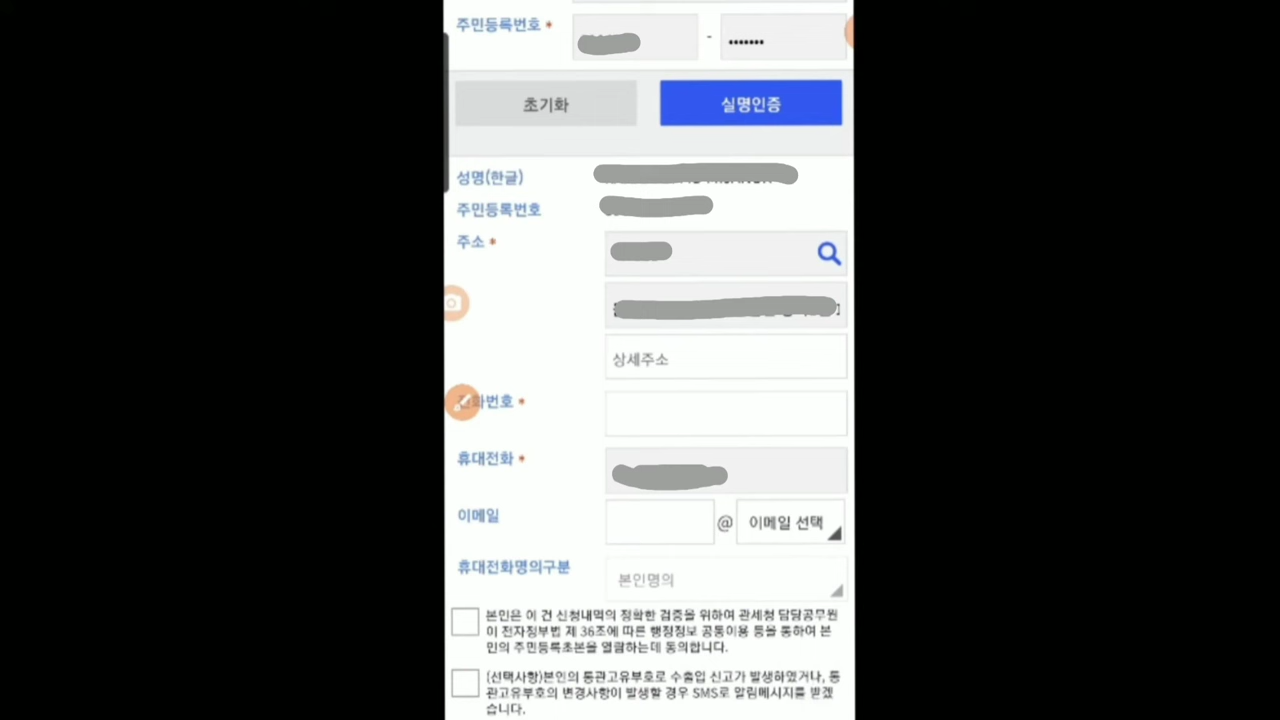 주민등록번호 *
- •••••••
초기화
실명인증
성명(한글)
주민등록번호
주소 *
상세주소
전화번호 *
휴대전화 *
이메일
@ 이메일 선택
휴대전화명의구분
본인명의
본인은 이 건 신청내역의 정확한 검증을 위하여 관세청 담당공무원
이 전자정부법 제 36조에 따른 행정정보 공동이용 등을 통하여 본
인의 주민등록초본을 열람하는데 동의합니다.
(선택사항)본인의 통관고유부호로 수출입 신고가 발생하였거나, 통
관고유부호의 변경사항이 발생할 경우 SMS로 알림메시지를 받겠
습니다.